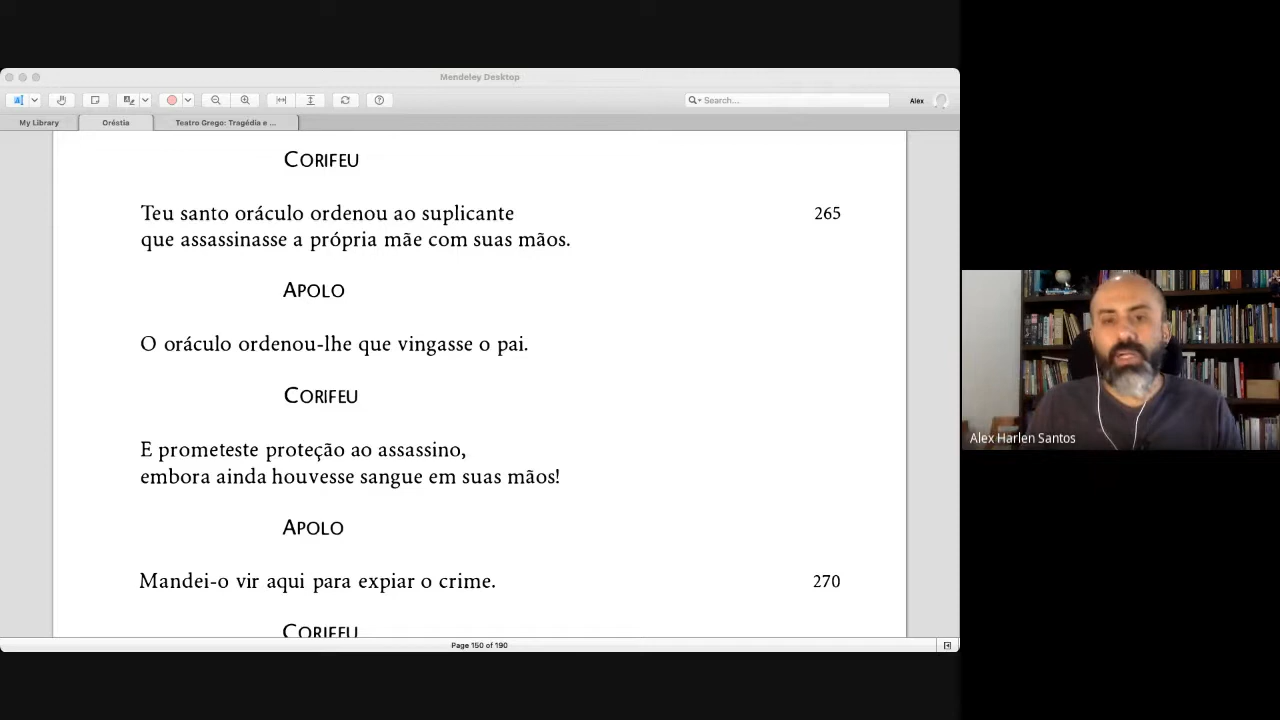 Mendeley Desktop
Search...
Alex
My Library
Oréstia
Teatro Grego: Tragédia e ...
CORIFEU
Teu santo oráculo ordenou ao suplicante 265
que assassinasse a própria mãe com suas mãos.
APOLO
O oráculo ordenou-lhe que vingasse o pai.
CORIFEU
E prometeste proteção ao assassino,
embora ainda houvesse sangue em suas mãos!
APOLO
Mandei-o vir aqui para expiar o crime. 270
CORIFEU
Page 150 of 190
Alex Harlen Santos